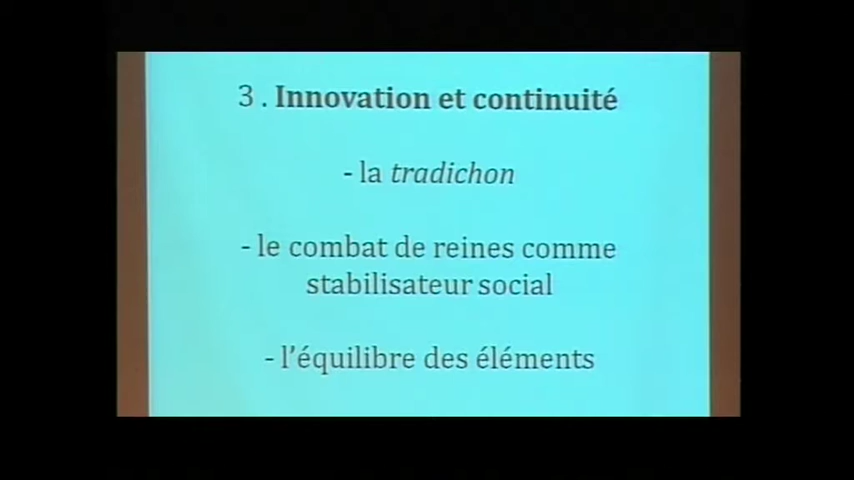 3 . Innovation et continuité
- la tradichon
- le combat de reines comme
stabilisateur social
- l'équilibre des éléments